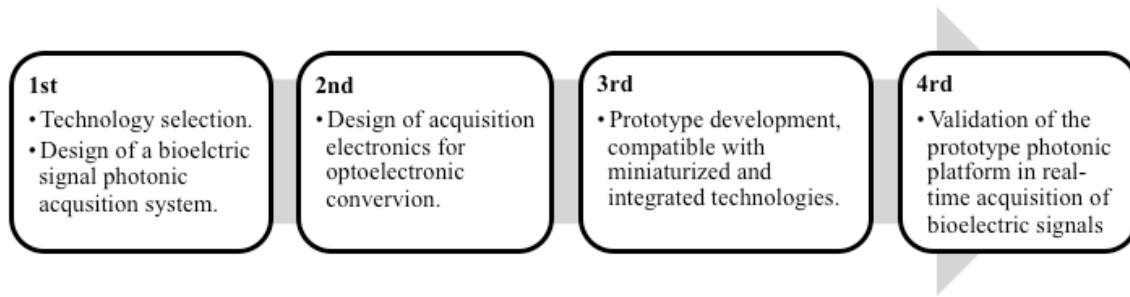 1st
• Technology selection.
• Design of a bioelctric
signal photonic
acqusition system.
2nd
• Design of acquisition
electronics for
optoelectronic
convervion.
3rd
• Prototype development,
compatible with
miniaturized and
integrated technologies.
4rd
• Validation of the
prototype photonic
platform in real-
time acquisition of
bioelectric signals